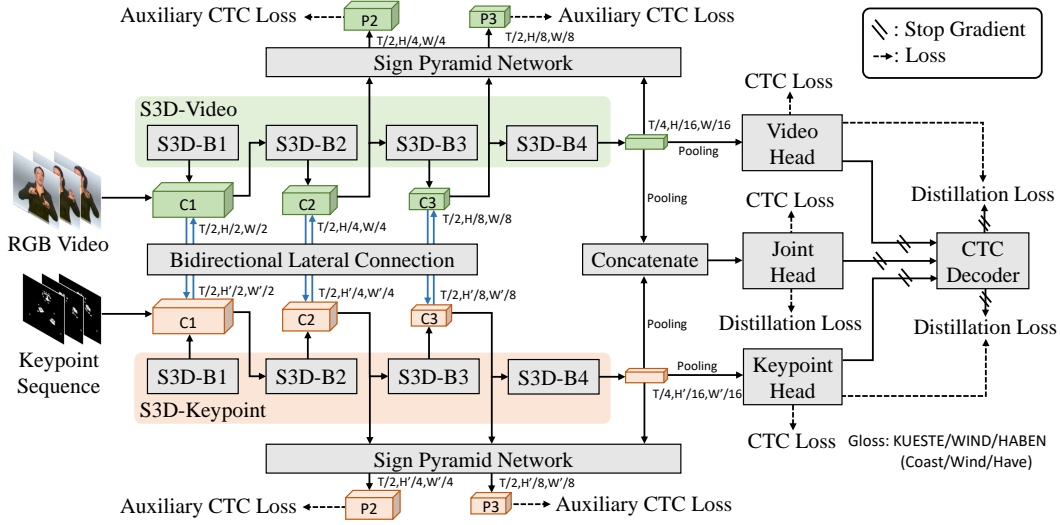 Auxiliary CTC Loss
P2
P3
Auxiliary CTC Loss
T/2,H/4,W/4
T/2,H/8,W/8
Sign Pyramid Network
: Stop Gradient
: Loss
S3D-Video
S3D-B1
S3D-B2
S3D-B3
S3D-B4
T/4,H/16,W/16
Pooling
CTC Loss
Video
Head
RGB Video
C1
C2
C3
T/2,H/2,W/2
T/2,H/4,W/4
T/2,H/8,W/8
Pooling
CTC Loss
Distillation Loss
Bidirectional Lateral Connection
Concatenate
Joint
Head
CTC
Decoder
T/2,H'/2,W'/2
T/2,H'/4,W'/4
T/2,H'/8,W'/8
C1
C2
C3
Keypoint
Sequence
Pooling
Distillation Loss
Distillation Loss
S3D-B1
S3D-B2
S3D-B3
S3D-B4
S3D-Keypoint
Pooling
T/4,H'/16,W'/16
Keypoint
Head
CTC Loss
Gloss: KUESTE/WIND/HABEN
(Coast/Wind/Have)
Sign Pyramid Network
T/2,H'/4,W'/4
T/2,H'/8,W'/8
Auxiliary CTC Loss
P2
P3
Auxiliary CTC Loss